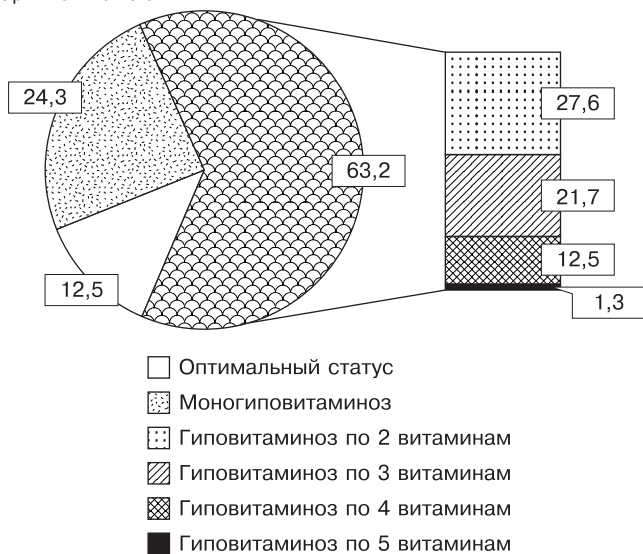 24,3
27,6
63,2
21,7
12,5
12,5
1,3
Оптимальный статус
Моногиповитаминоз
Гиповитаминоз по 2 витаминам
Гиповитаминоз по 3 витаминам
Гиповитаминоз по 4 витаминам
Гиповитаминоз по 5 витаминам